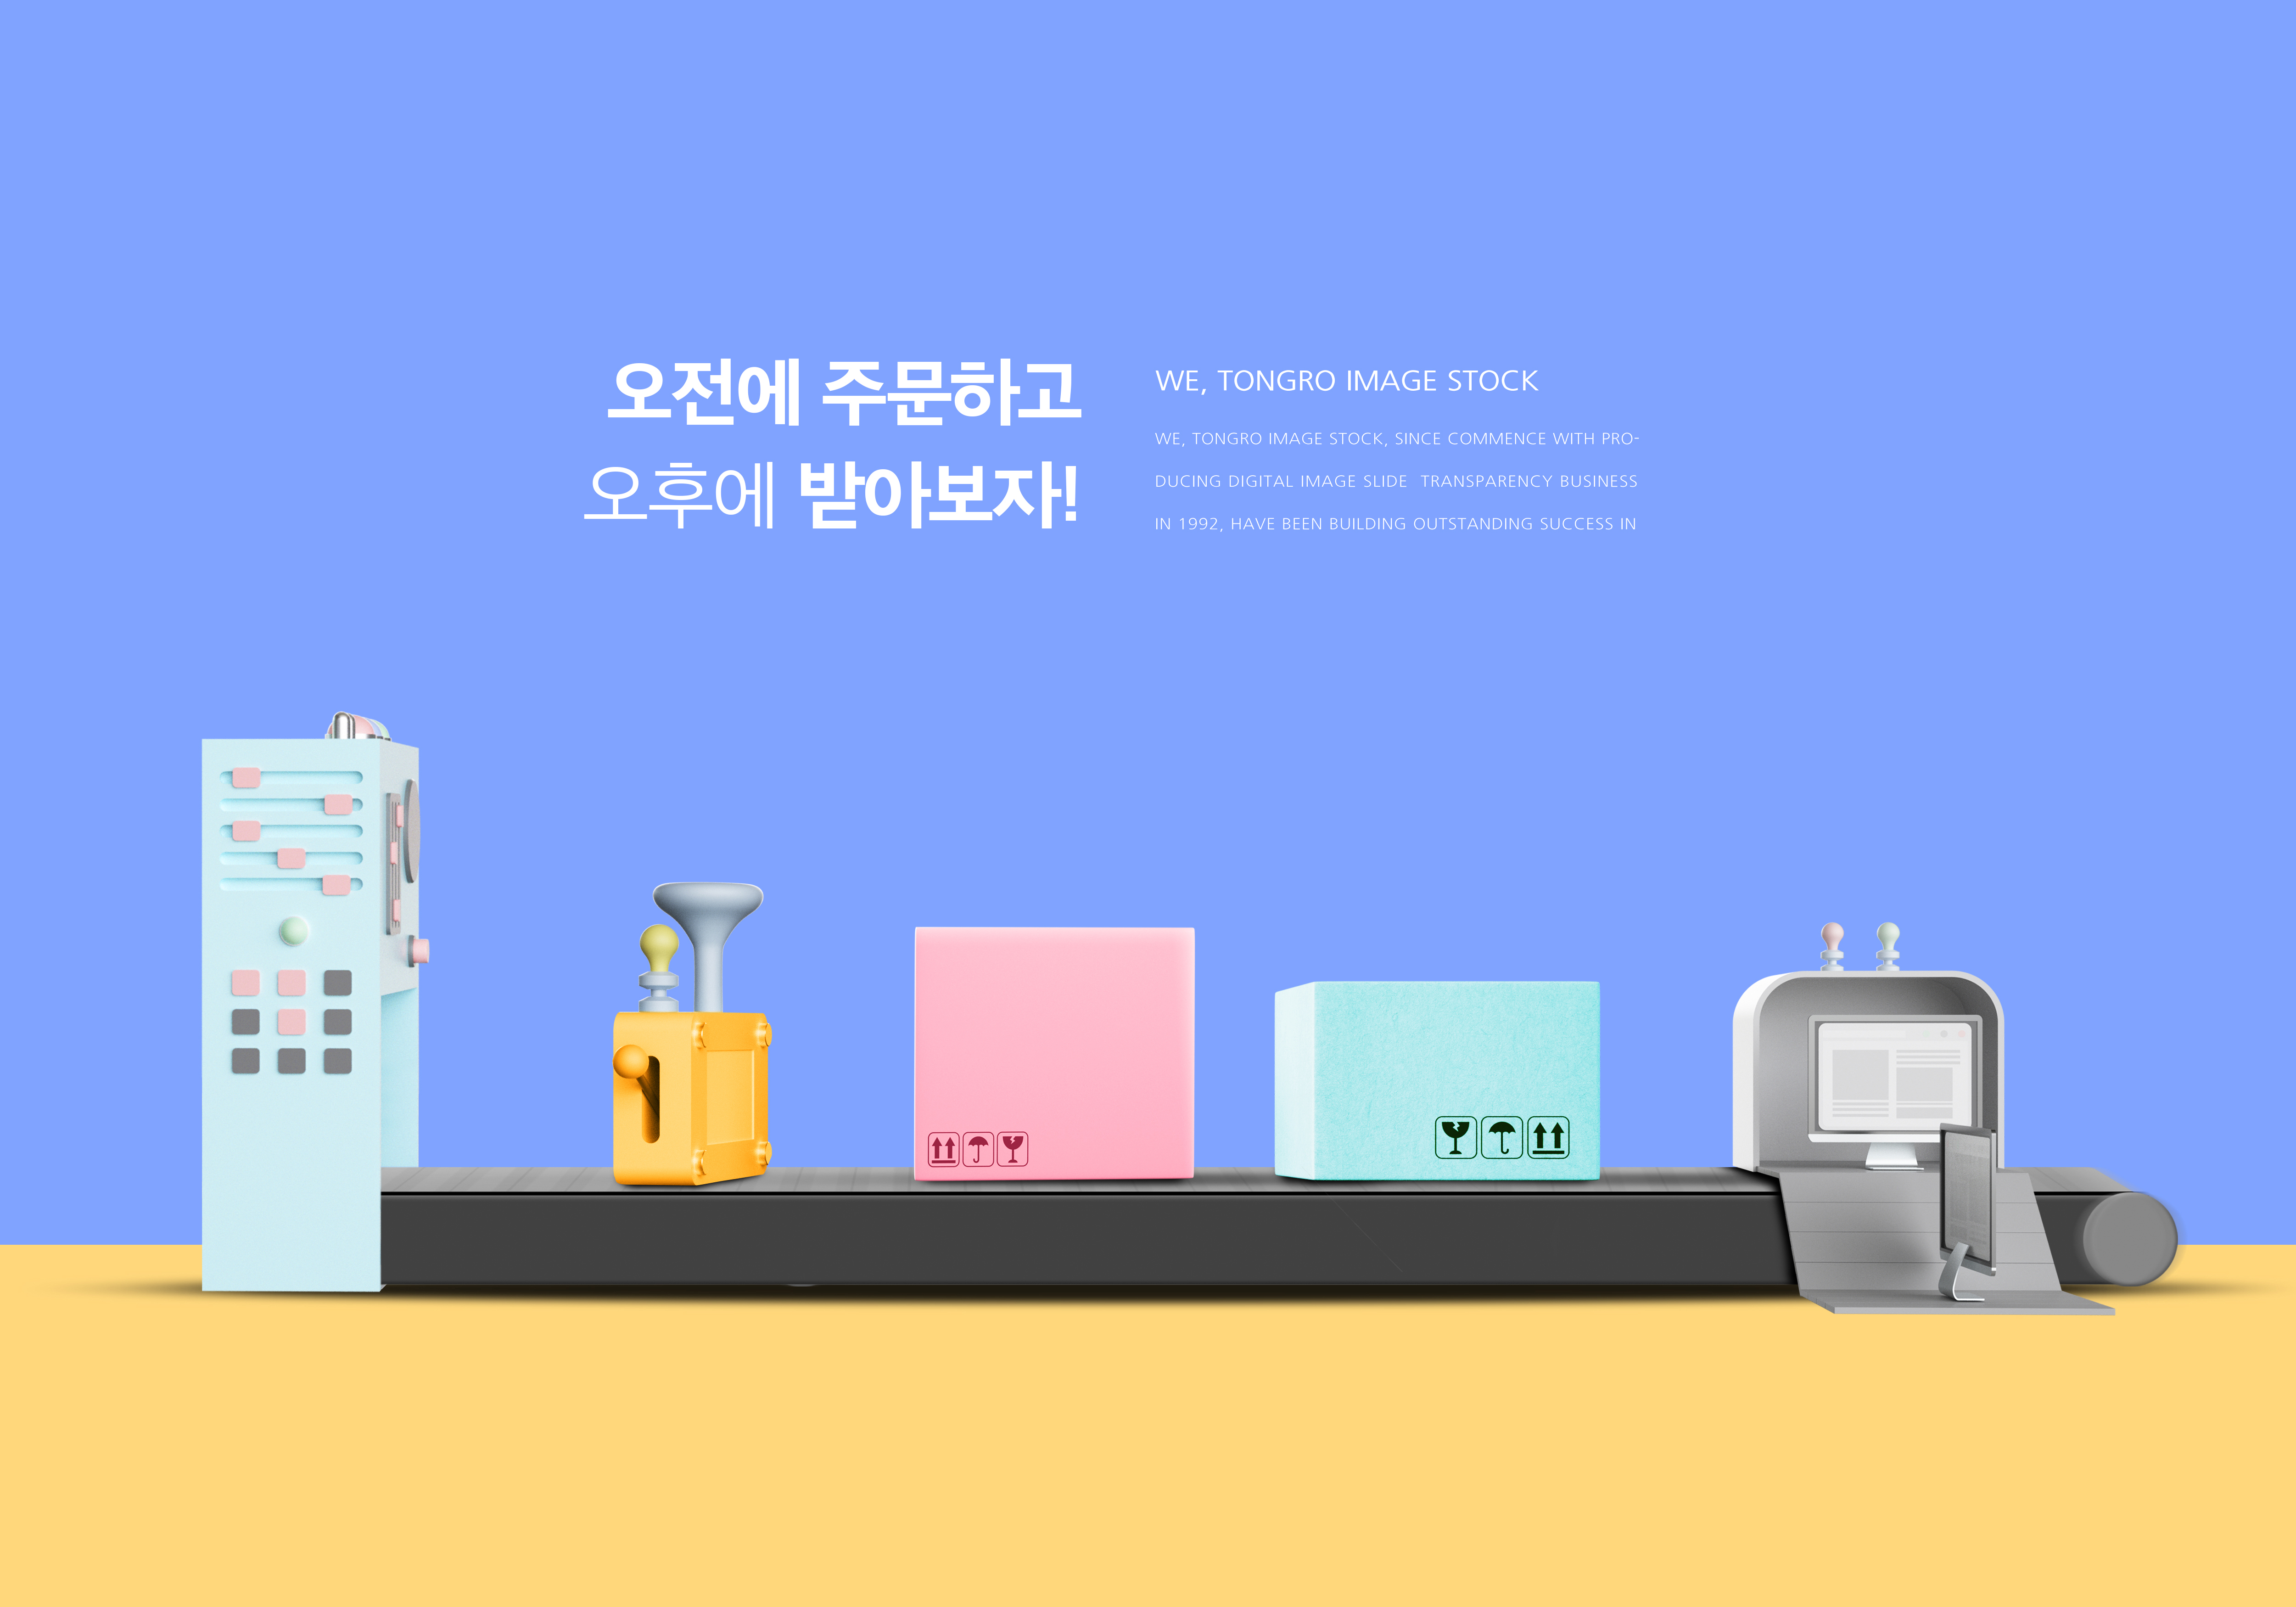 오전에 주문하고
오후에 받아보자!
WE, TONGRO IMAGE STOCK
WE, TONGRO IMAGE STOCK, SINCE COMMENCE WITH PRO-
DUCING DIGITAL IMAGE SLIDE  TRANSPARENCY BUSINESS
IN 1992, HAVE BEEN BUILDING OUTSTANDING SUCCESS IN